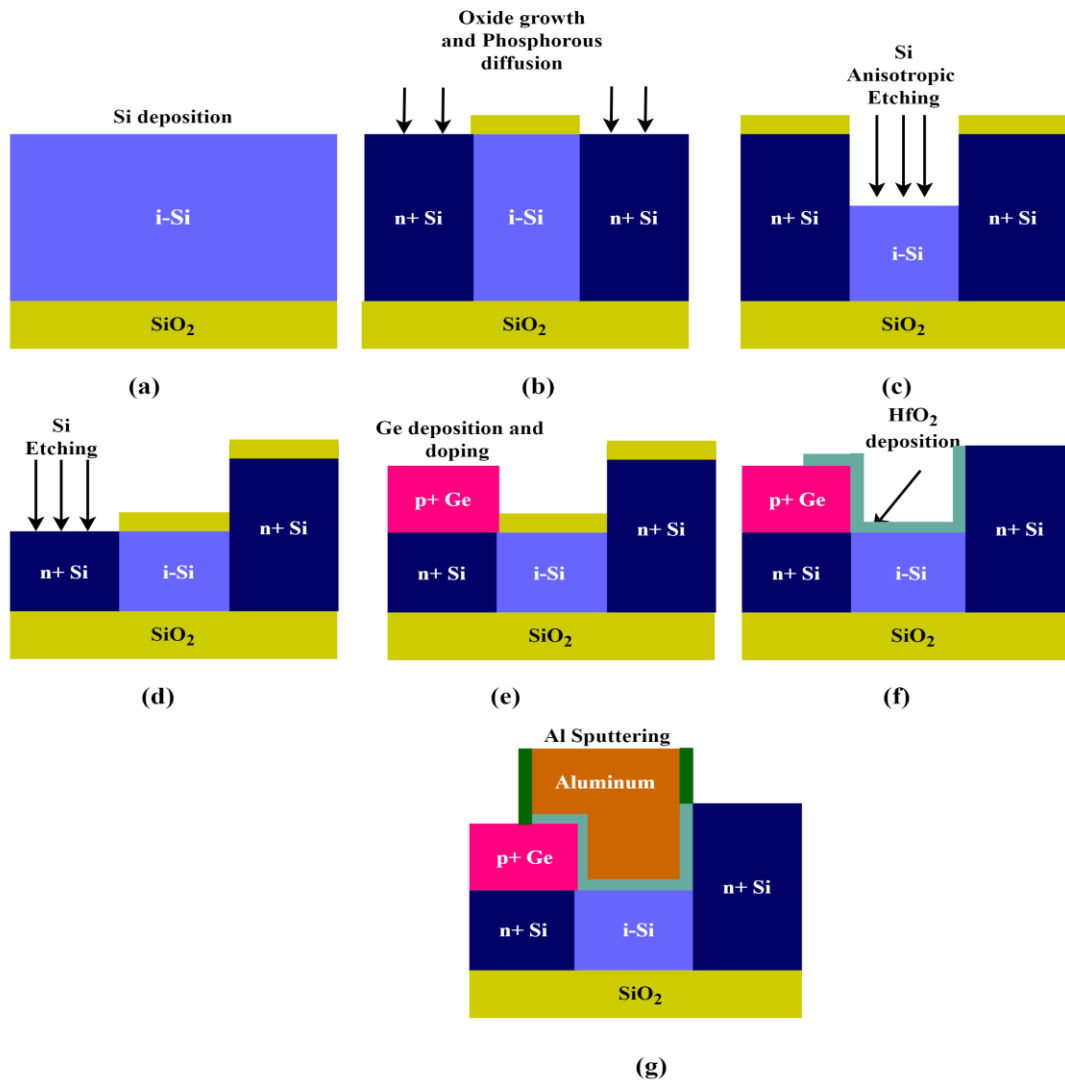 Si deposition
i-Si
SiO2
(a)
Oxide growth
and Phosphorous
diffusion
n+ Si
i-Si
n+ Si
SiO2
(b)
Si
Anisotropic
Etching
n+ Si
n+ Si
i-Si
SiO2
(c)
Si
Etching
n+ Si
i-Si
n+ Si
SiO2
(d)
Ge deposition and
doping
p+ Ge
n+ Si
n+ Si
i-Si
SiO2
(e)
HfO2
deposition
p+ Ge
n+ Si
n+ Si
i-Si
SiO2
(f)
Al Sputtering
Aluminum
p+ Ge
n+ Si
n+ Si
i-Si
SiO2
(g)